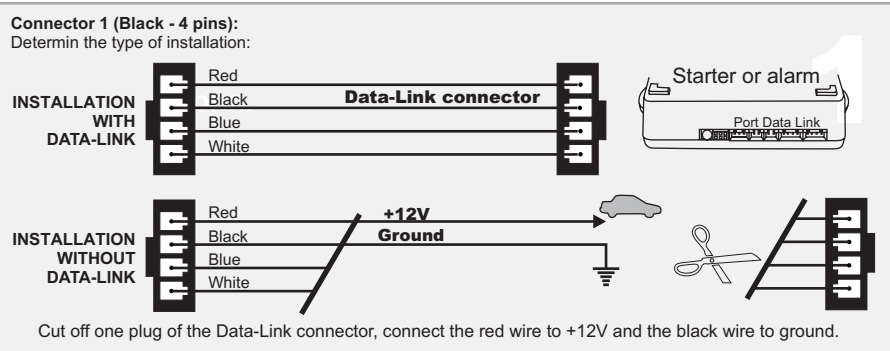 Connector 1 (Black - 4 pins):
Determin the type of installation:
1
Red
Black
Blue
White
Data-Link connector
INSTALLATION
WITH
DATA-LINK
Starter or alarm
Port Data Link
Red
Black
Blue
White
+12V
Ground
INSTALLATION
WITHOUT
DATA-LINK
Cut off one plug of the Data-Link connector, connect the red wire to +12V and the black wire to ground.